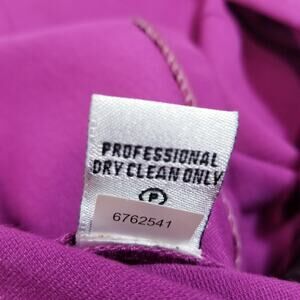 PROFESSIONAL
DRY CLEAN ONLY
P
6762541